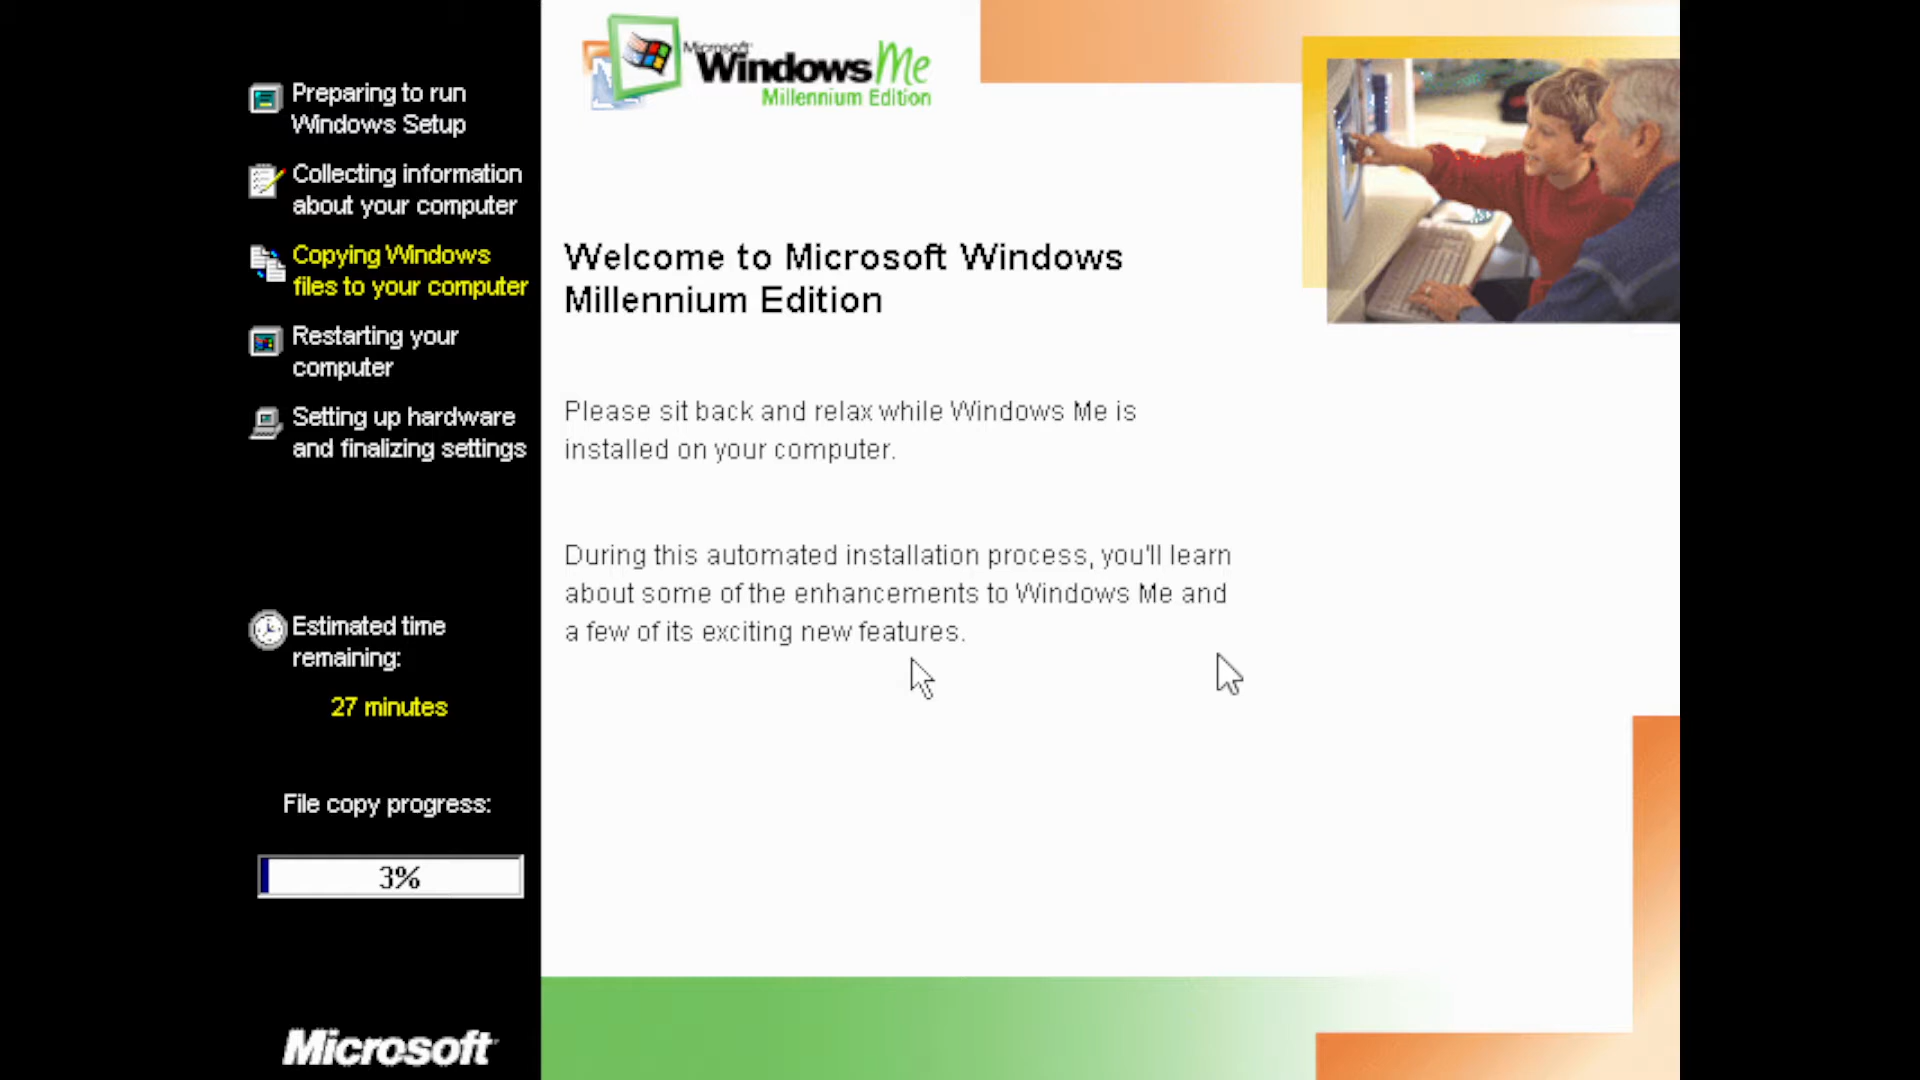 Preparing to run
Windows Setup
Collecting information
about your computer
Copying Windows
files to your computer
Restarting your
computer
Setting up hardware
and finalizing settings
Estimated time
remaining:
27 minutes
File copy progress:
3%
Microsoft
Microsoft
Windows Me
Millennium Edition
Welcome to Microsoft Windows
Millennium Edition
Please sit back and relax while Windows Me is
installed on your computer.
During this automated installation process, you'll learn
about some of the enhancements to Windows Me and
a few of its exciting new features.